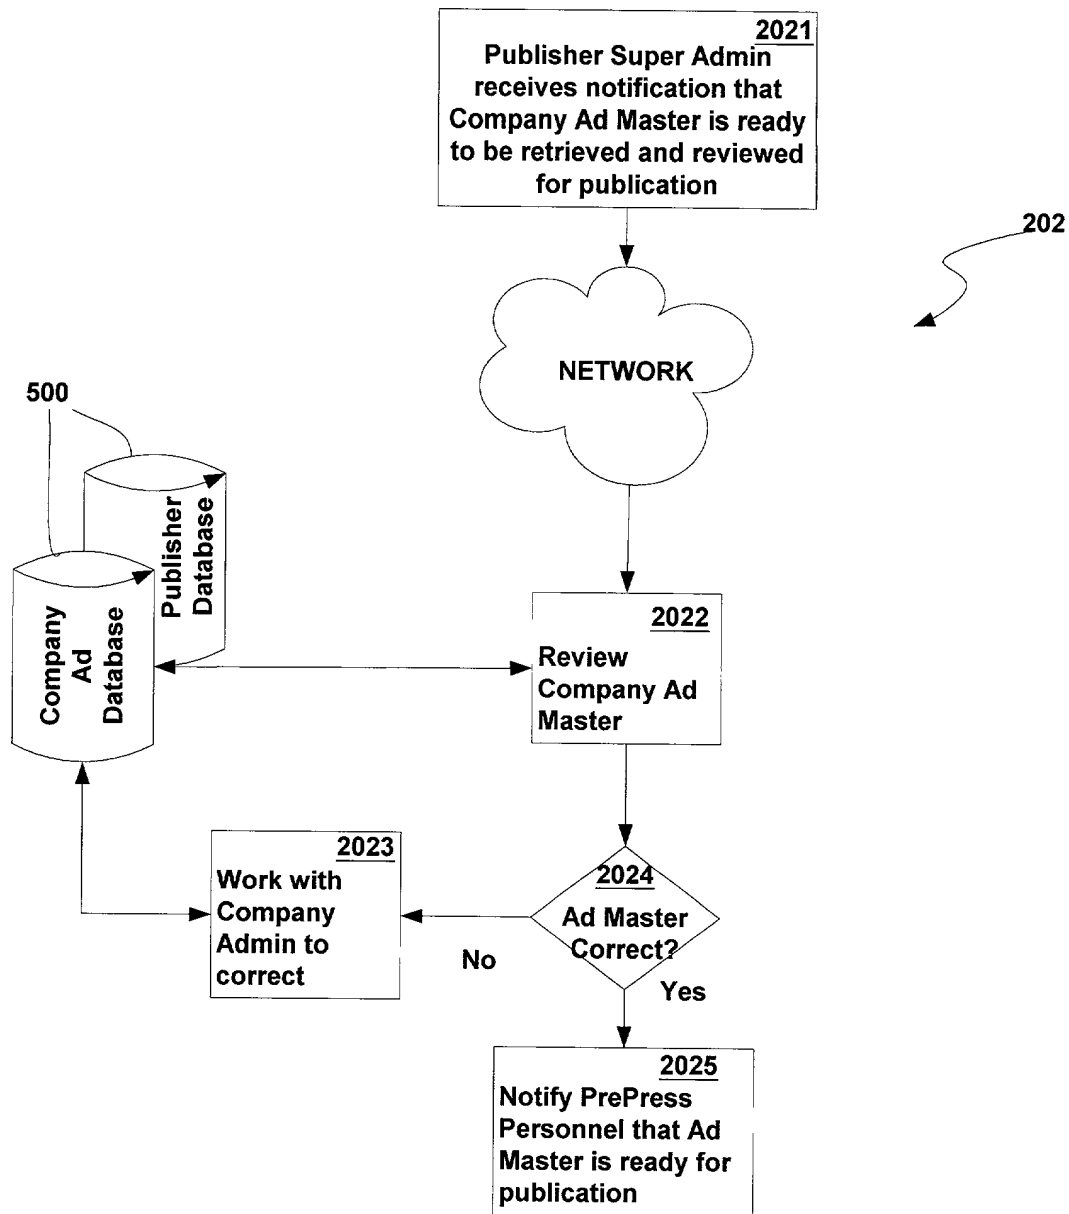 2021
Publisher Super Admin
receives notification that
Company Ad Master is ready
to be retrieved and reviewed
for publication
202
NETWORK
500
Publisher
Database
Company
Ad
Database
2022
Review
Company Ad
Master
2023
Work with
Company
Admin to
correct
2024
Ad Master
Correct?
No
Yes
2025
Notify PrePress
Personnel that Ad
Master is ready for
publication